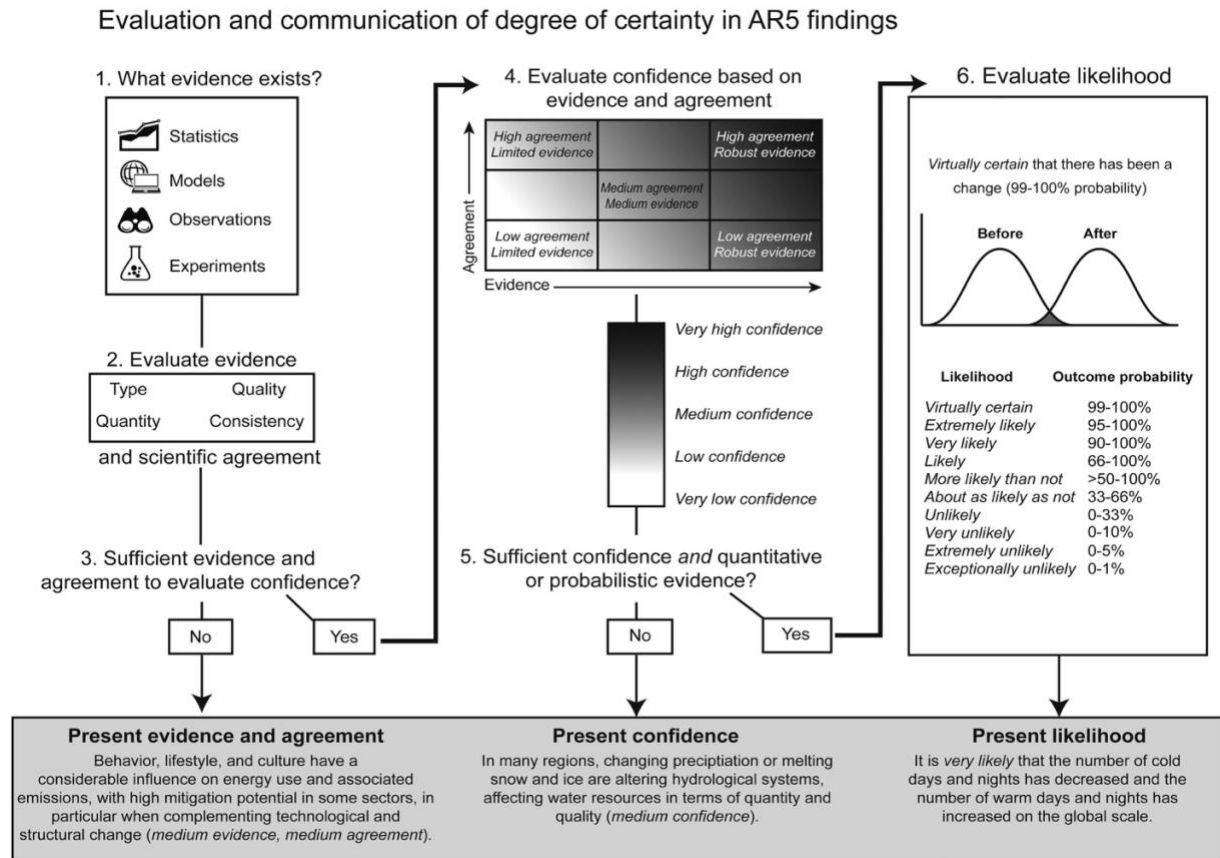 Evaluation and communication of degree of certainty in AR5 findings
1. What evidence exists?
Statistics
Models
Observations
Experiments
2. Evaluate evidence
Type Quality
Quantity Consistency
and scientific agreement
3. Sufficient evidence and
agreement to evaluate confidence?
No
Yes
4. Evaluate confidence based on
evidence and agreement
High agreement
Limited evidence
High agreement
Robust evidence
Medium agreement
Medium evidence
Low agreement
Limited evidence
Low agreement
Robust evidence
Agreement
Evidence
Very high confidence
High confidence
Medium confidence
Low confidence
Very low confidence
5. Sufficient confidence and quantitative
or probabilistic evidence?
No
Yes
6. Evaluate likelihood
Virtually certain that there has been a
change (99-100% probability)
Before After
Likelihood Outcome probability
Virtually certain 99-100%
Extremely likely 95-100%
Very likely 90-100%
Likely 66-100%
More likely than not >50-100%
About as likely as not 33-66%
Unlikely 0-33%
Very unlikely 0-10%
Extremely unlikely 0-5%
Exceptionally unlikely 0-1%
Present evidence and agreement
Behavior, lifestyle, and culture have a
considerable influence on energy use and associated
emissions, with high mitigation potential in some sectors, in
particular when complementing technological and
structural change (medium evidence, medium agreement).
Present confidence
In many regions, changing preciptiation or melting
snow and ice are altering hydrological systems,
affecting water resources in terms of quantity and
quality (medium confidence).
Present likelihood
It is very likely that the number of cold
days and nights has decreased and the
number of warm days and nights has
increased on the global scale.